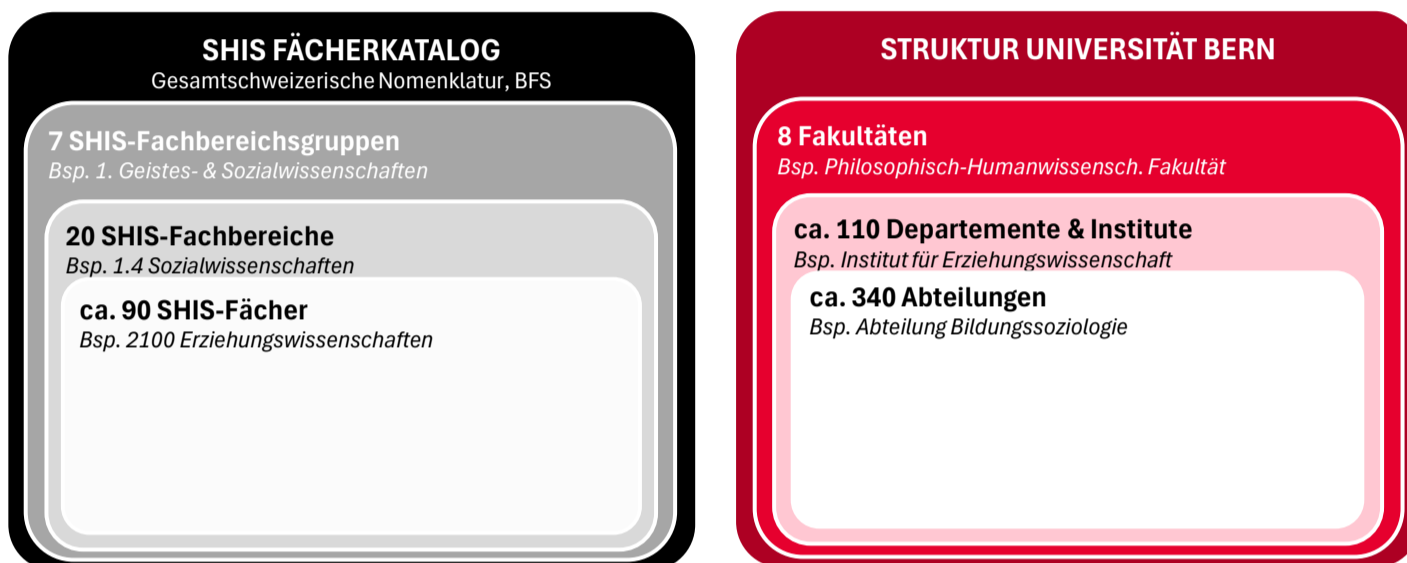 SHIS FÄCHERKATALOG
Gesamtschweizerische Nomenklatur, BFS
7 SHIS-Fachbereichsgruppen
Bsp. 1. Geistes- & Sozialwissenschaften
20 SHIS-Fachbereiche
Bsp. 1.4 Sozialwissenschaften
ca. 90 SHIS-Fächer
Bsp. 2100 Erziehungswissenschaften
STRUKTUR UNIVERSITÄT BERN
8 Fakultäten
Bsp. Philosophisch-Humanwissensch. Fakultät
ca. 110 Departemente & Institute
Bsp. Institut für Erziehungswissenschaft
ca. 340 Abteilungen
Bsp. Abteilung Bildungssoziologie